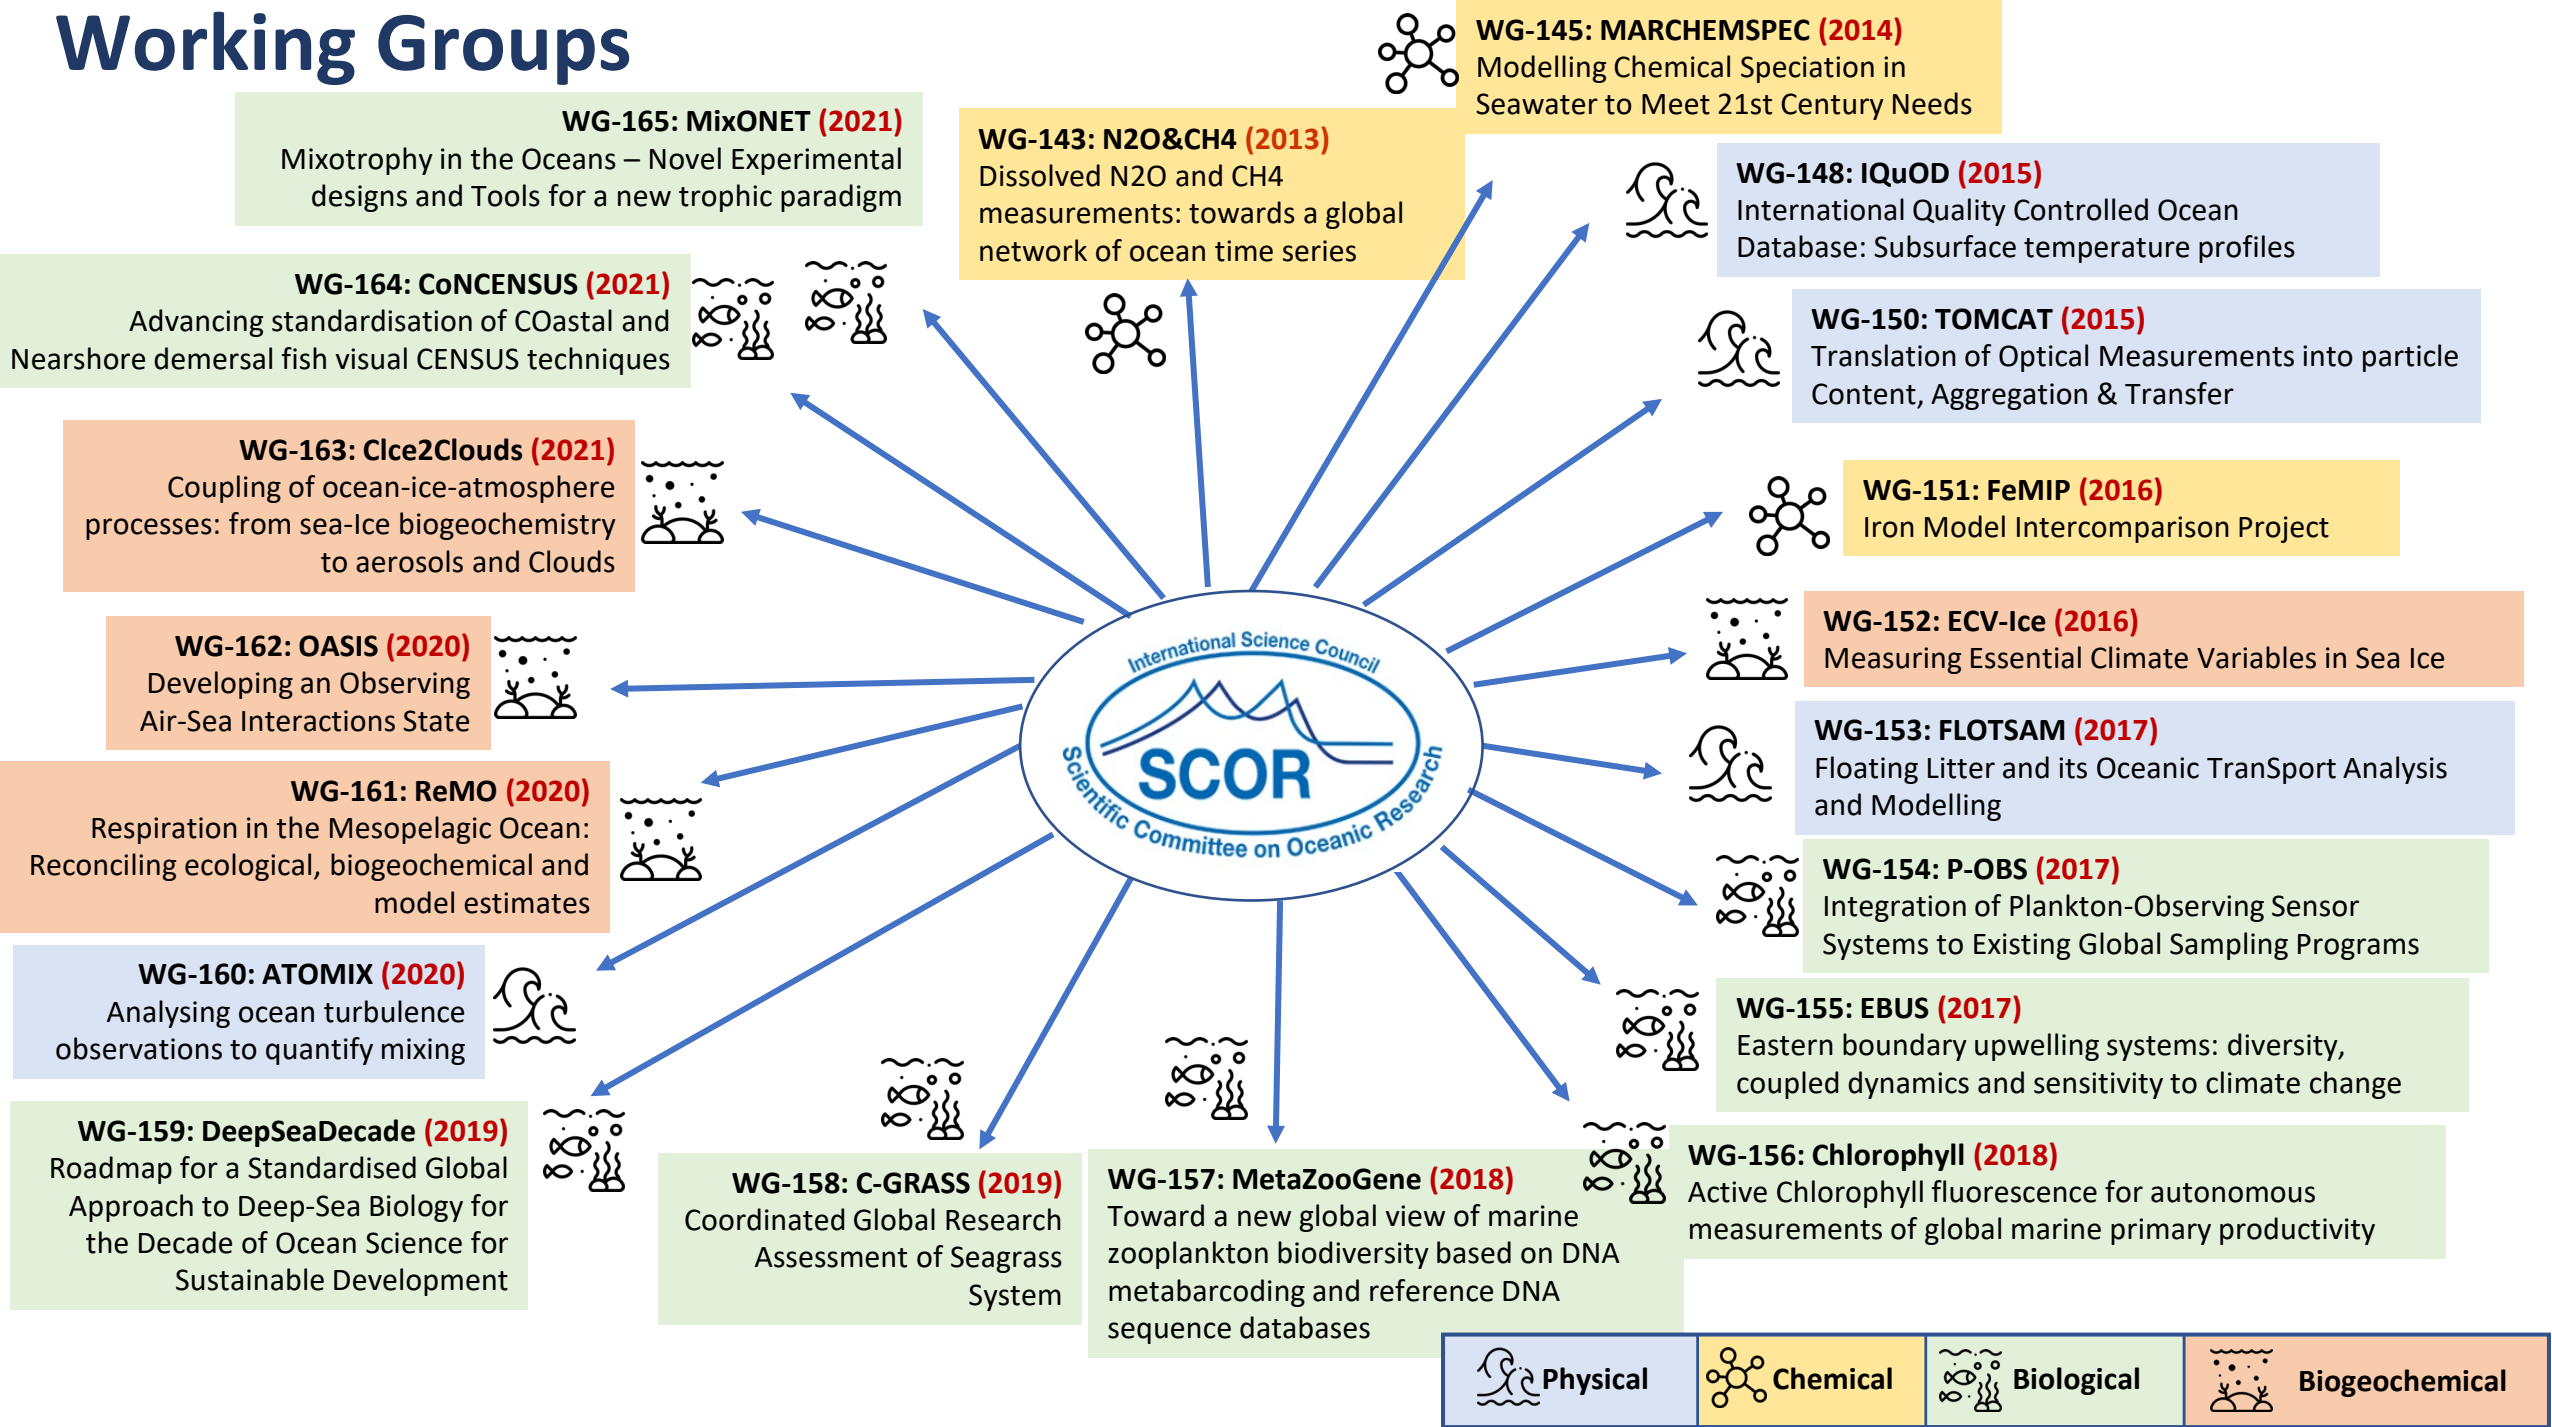 Working Groups
WG-145: MARCHEMSPEC (2014)
Modelling Chemical Speciation in
Seawater to Meet 21st Century Needs
WG-165: MixONET (2021)
Mixotrophy in the Oceans – Novel Experimental
designs and Tools for a new trophic paradigm
WG-143: N2O&CH4 (2013)
Dissolved N2O and CH4
measurements: towards a global
network of ocean time series
WG-148: IQuOD (2015)
International Quality Controlled Ocean
Database: Subsurface temperature profiles
WG-164: CoNCENSUS (2021)
Advancing standardisation of COastal and
Nearshore demersal fish visual CENSUS techniques
WG-150: TOMCAT (2015)
Translation of Optical Measurements into particle
Content, Aggregation & Transfer
WG-163: CIce2Clouds (2021)
Coupling of ocean-ice-atmosphere
processes: from sea-Ice biogeochemistry
to aerosols and Clouds
WG-151: FeMIP (2016)
Iron Model Intercomparison Project
WG-162: OASIS (2020)
Developing an Observing
Air-Sea Interactions State
WG-152: ECV-Ice (2016)
Measuring Essential Climate Variables in Sea Ice
International Science Council
SCOR
Scientific Committee on Oceanic Research
WG-153: FLOTSAM (2017)
Floating Litter and its Oceanic TranSport Analysis
and Modelling
WG-161: ReMO (2020)
Respiration in the Mesopelagic Ocean:
Reconciling ecological, biogeochemical and
model estimates
WG-154: P-OBS (2017)
Integration of Plankton-Observing Sensor
Systems to Existing Global Sampling Programs
WG-160: ATOMIX (2020)
Analysing ocean turbulence
observations to quantify mixing
WG-155: EBUS (2017)
Eastern boundary upwelling systems: diversity,
coupled dynamics and sensitivity to climate change
WG-159: DeepSeaDecade (2019)
Roadmap for a Standardised Global
Approach to Deep-Sea Biology for
the Decade of Ocean Science for
Sustainable Development
WG-158: C-GRASS (2019)
Coordinated Global Research
Assessment of Seagrass
System
WG-157: MetaZooGene (2018)
Toward a new global view of marine
zooplankton biodiversity based on DNA
metabarcoding and reference DNA
sequence databases
WG-156: Chlorophyll (2018)
Active Chlorophyll fluorescence for autonomous
measurements of global marine primary productivity
Physical
Chemical
Biological
Biogeochemical